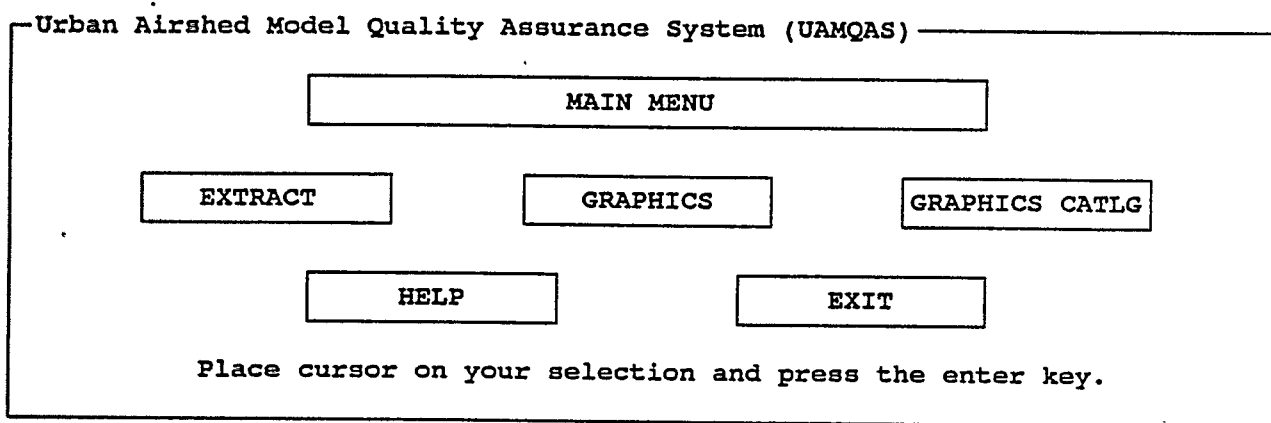 Urban Airshed Model Quality Assurance System (UAMQAS)
MAIN MENU
EXTRACT GRAPHICS GRAPHICS CATLG
HELP EXIT
Place cursor on your selection and press the enter key.